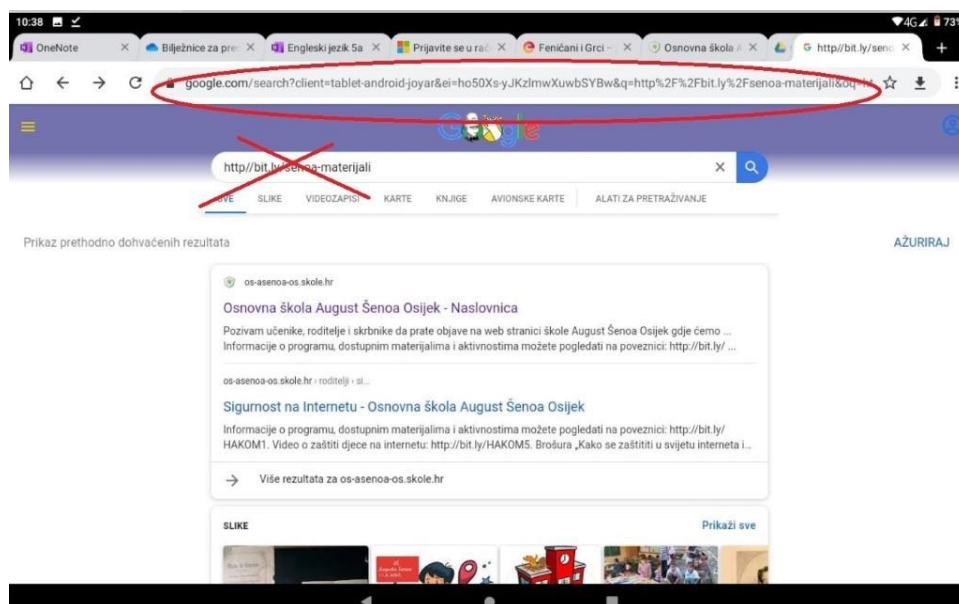 10:38
4G 73%
OneNote
Bilježnice za pre
Engleski jezik 5a
Prijavite se u rač
Feničani i Grci –
Osnovna škola A
http//bit.ly/seno
google.com/search?client=tablet-android-joyar&ei=ho50Xs-yJKzlmwXuwbSYBw&q=http%2F%2Fbit.ly%2Fsenoa-materijali&oq=ht
Google
http//bit.ly/senoa-materijali
SVE SLIKE VIDEOZAPISI KARTE KNJIGE AVIONSKE KARTE ALATI ZA PRETRAŽIVANJE
Prikaz prethodno dohvaćenih rezultata
AŽURIRAJ
os-asenoa-os.skole.hr
Osnovna škola August Šenoa Osijek - Naslovnica
Pozivam učenike, roditelje i skrbnike da prate objave na web stranici škole August Šenoa Osijek gdje ćemo ...
Informacije o programu, dostupnim materijalima i aktivnostima možete pogledati na poveznici: http://bit.ly/ ...
os-asenoa-os.skole.hr › roditelji › si...
Sigurnost na Internetu - Osnovna škola August Šenoa Osijek
Informacije o programu, dostupnim materijalima i aktivnostima možete pogledati na poveznici: http://bit.ly/
HAKOM1. Video o zaštiti djece na internetu: http://bit.ly/HAKOM5. Brošura „Kako se zaštititi u svijetu interneta i...
Više rezultata za os-asenoa-os.skole.hr
SLIKE
Prikaži sve